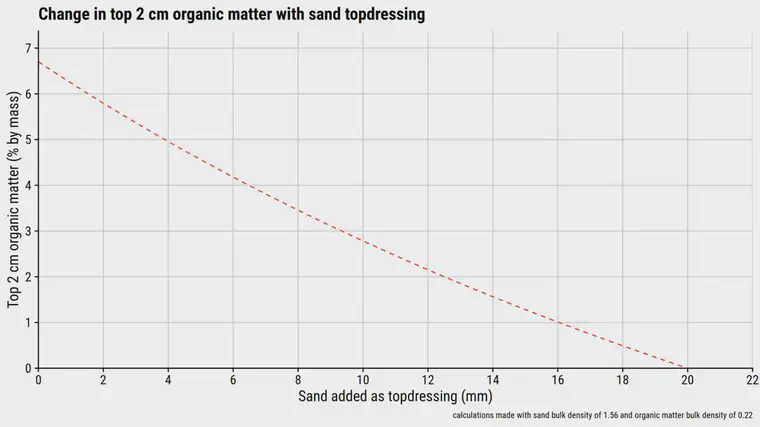 Change in top 2 cm organic matter with sand topdressing
Top 2 cm organic matter (% by mass)
7
6
5
4
3
2
1
0
0 2 4 6 8 10 12 14 16 18 20 22
Sand added as topdressing (mm)
calculations made with sand bulk density of 1.56 and organic matter bulk density of 0.22